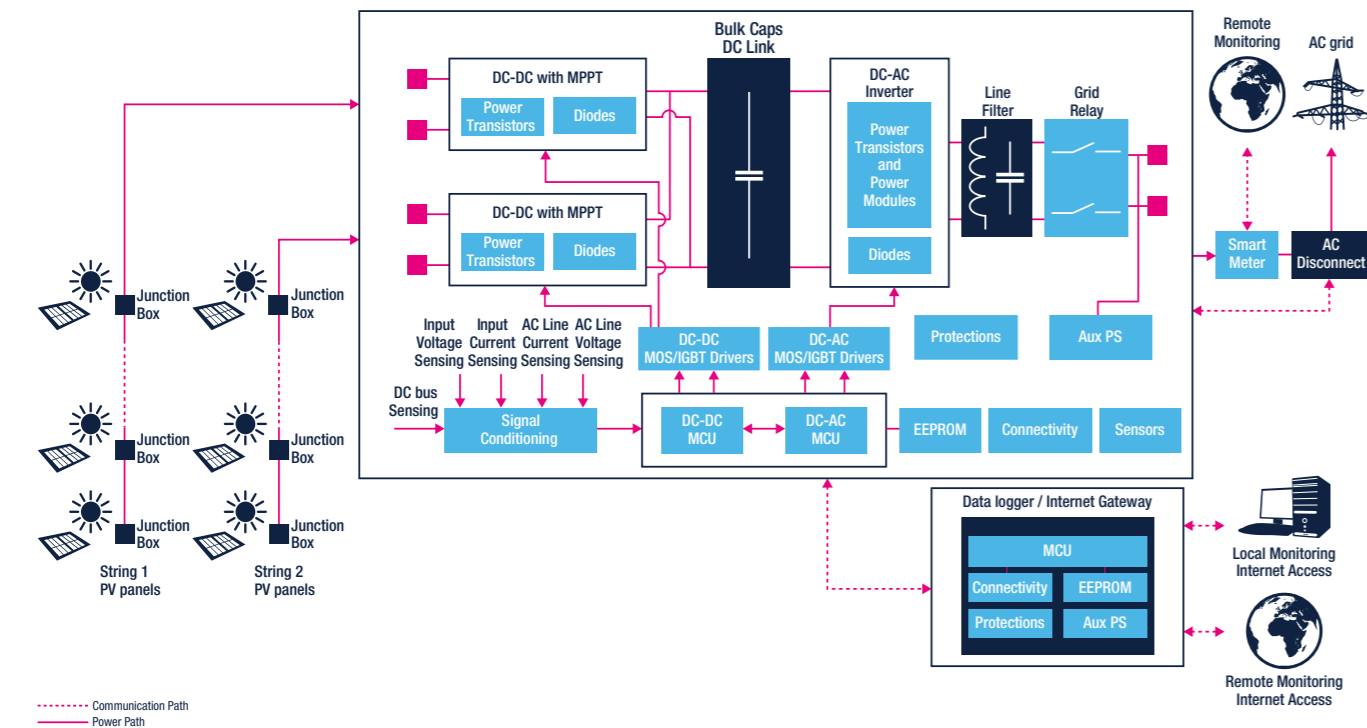 Bulk Caps
DC Link
DC-DC with MPPT
Power
Transistors
Diodes
DC-AC
Inverter
Power
Transistors
and
Power
Modules
Diodes
Line
Filter
Grid
Relay
Remote
Monitoring
AC grid
DC-DC with MPPT
Power
Transistors
Diodes
Smart
Meter
AC
Disconnect
Junction
Box
Junction
Box
Input
Voltage
Sensing
Input
Current
Sensing
AC Line
Current
Sensing
AC Line
Voltage
Sensing
DC-DC
MOS/IGBT Drivers
DC-AC
MOS/IGBT Drivers
Protections
Aux PS
DC bus
Sensing
Signal
Conditioning
DC-DC
MCU
DC-AC
MCU
EEPROM
Connectivity
Sensors
Junction
Box
Junction
Box
Junction
Box
Junction
Box
String 1
PV panels
String 2
PV panels
Data logger / Internet Gateway
MCU
Connectivity
EEPROM
Protections
Aux PS
Local Monitoring
Internet Access
Remote Monitoring
Internet Access
Communication Path
Power Path